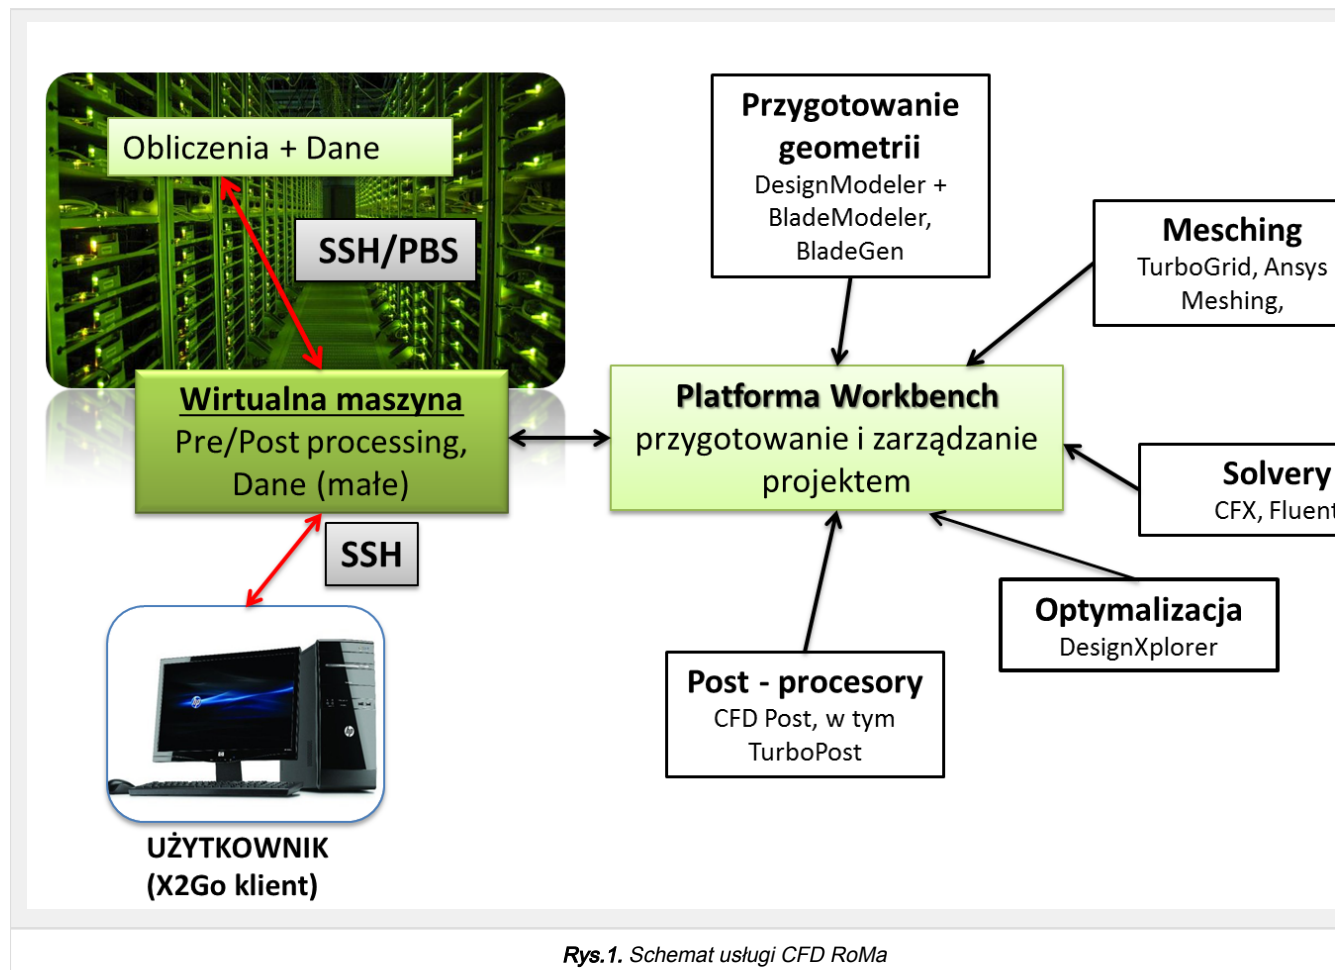 Obliczenia + Dane
SSH/PBS
Wirtualna maszyna
Pre/Post processing,
Dane (małe)
SSH
UŻYTKOWNIK
(X2Go klient)
Przygotowanie
geometrii
DesignModeler +
BladeModeler,
BladeGen
Mesching
TurboGrid, Ansys
Meshing,
Platforma Workbench
przygotowanie i zarządzanie
projektem
Solvery
CFX, Fluent
Optymalizacja
DesignXplorer
Post - procesory
CFD Post, w tym
TurboPost
Rys.1. Schemat usługi CFD RoMa